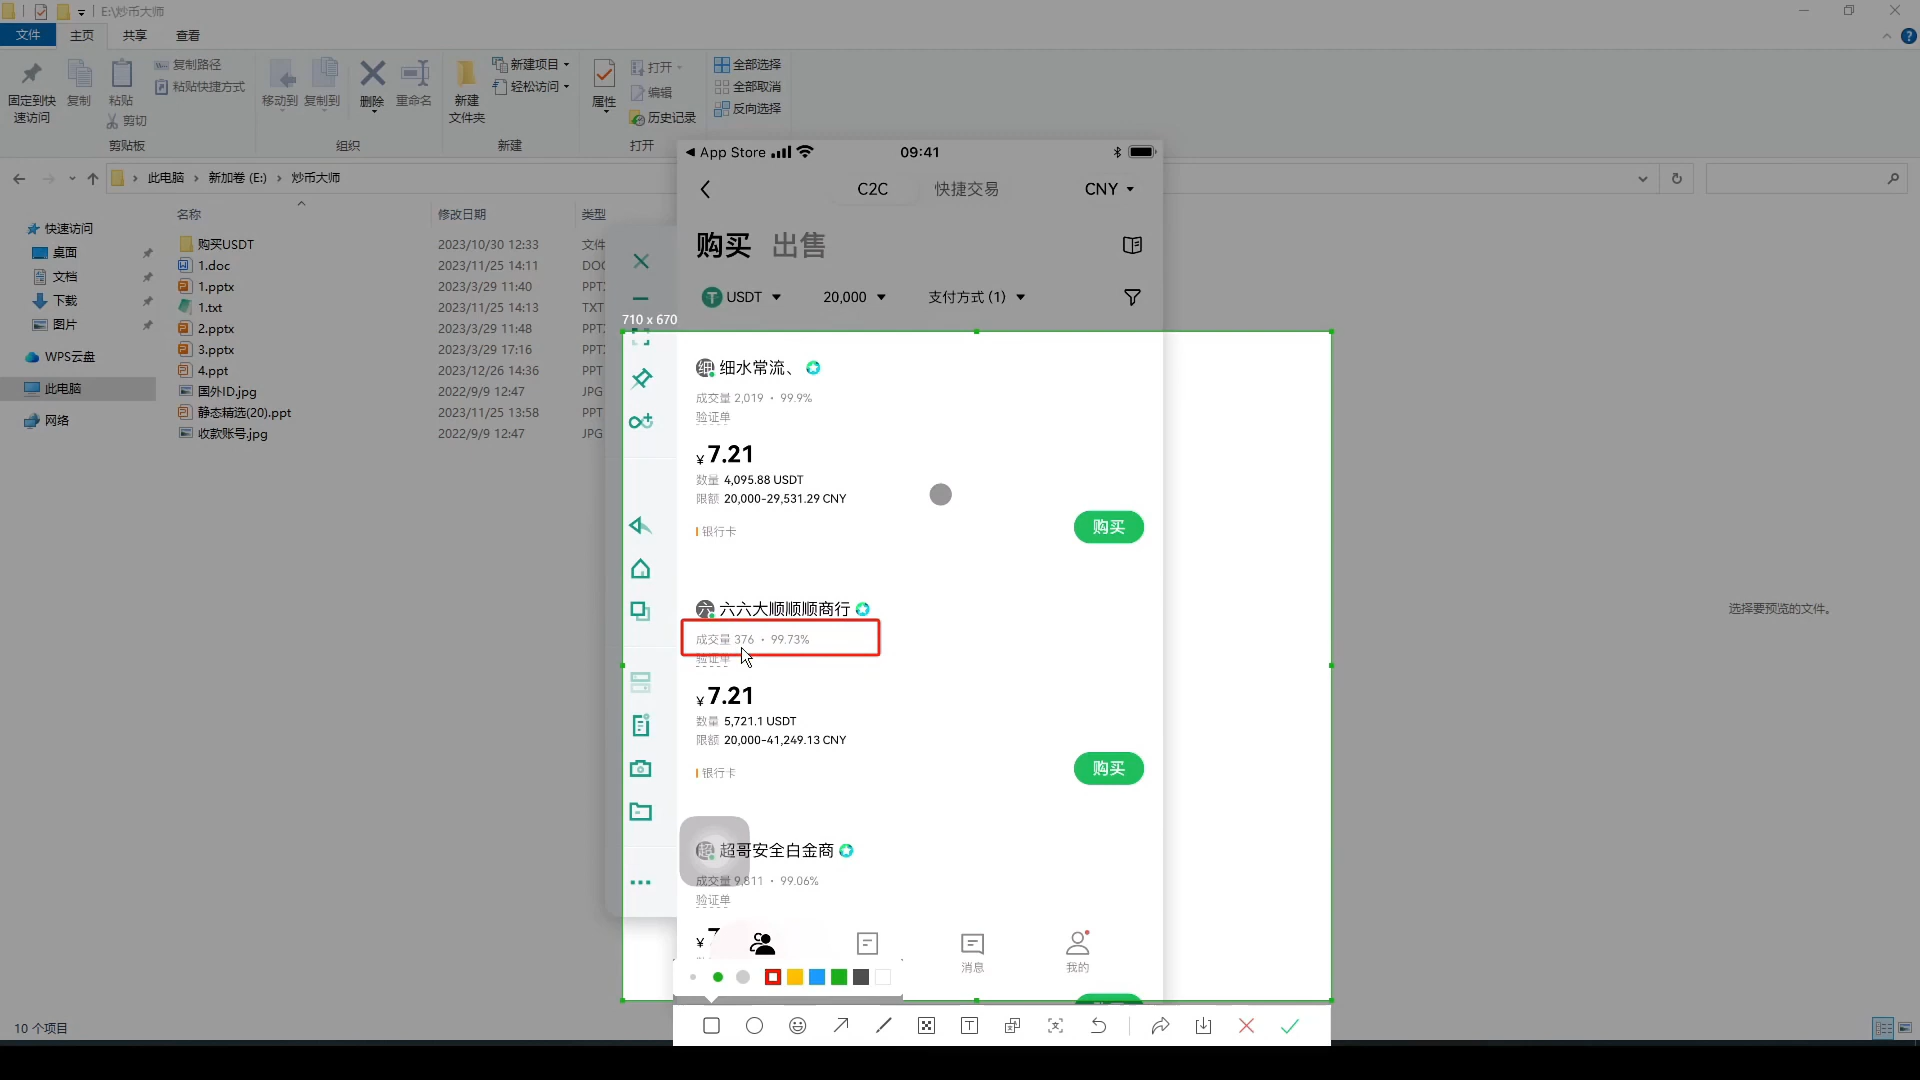 E:\炒币大师
文件 主页 共享 查看
固定到快速访问
复制
粘贴
复制路径
粘贴快捷方式
剪切
剪贴板
移动到
复制到
删除
重命名
组织
新建文件夹
新建项目
轻松访问
新建
属性
打开
编辑
历史记录
打开
全部选择
全部取消
反向选择
此电脑 › 新加卷 (E:) › 炒币大师
快速访问
桌面
文档
下载
图片
WPS云盘
此电脑
网络
名称 修改日期 类型
购买USDT 2023/10/30 12:33 文件
1.doc 2023/11/25 14:11 DOC
1.pptx 2023/3/29 11:40 PPT
1.txt 2023/11/25 14:13 TXT
2.pptx 2023/3/29 11:48 PPT
3.pptx 2023/3/29 17:16 PPT
4.ppt 2023/12/26 14:36 PPT
国外ID.jpg 2022/9/9 12:47 JPG
静态精选(20).ppt 2023/11/25 13:58 PPT
收款账号.jpg 2022/9/9 12:47 JPG
App Store 09:41
C2C 快捷交易 CNY
购买 出售
USDT 20,000 支付方式 (1)
710 x 670
细 细水常流、
成交量 2,019 · 99.9%
验证单
¥ 7.21
数量 4,095.88 USDT
限额 20,000-29,531.29 CNY
银行卡 购买
六 六六大顺顺顺商行
成交量 376 · 99.73%
验证单
¥ 7.21
数量 5,721.1 USDT
限额 20,000-41,249.13 CNY
银行卡 购买
超 超哥安全白金商
成交量 9,811 · 99.06%
验证单
¥
消息 我的
选择要预览的文件。
10 个项目